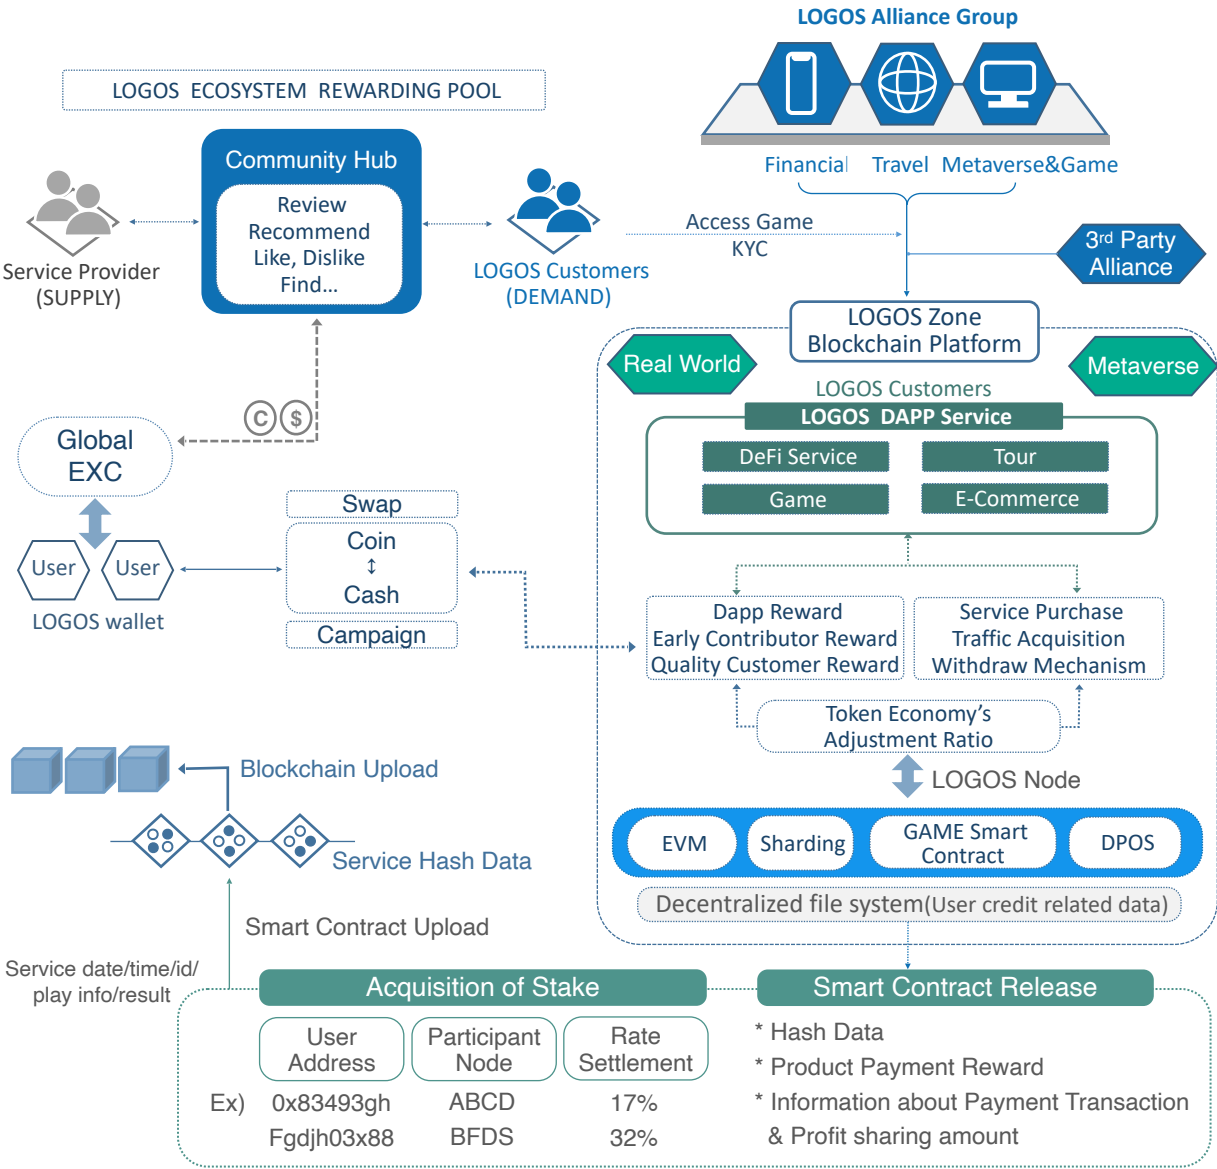 LOGOS Alliance Group
LOGOS ECOSYSTEM REWARDING POOL
Community Hub
Review
Recommend
Like, Dislike
Find...
Service Provider
(SUPPLY)
LOGOS Customers
(DEMAND)
Financial Travel Metaverse&Game
Access Game
KYC
3rd Party
Alliance
LOGOS Zone
Blockchain Platform
Real World
Metaverse
LOGOS Customers
LOGOS DAPP Service
DeFi Service
Tour
Game
E-Commerce
C $
Global
EXC
User
User
LOGOS wallet
Swap
Coin
↕
Cash
Campaign
Dapp Reward
Early Contributor Reward
Quality Customer Reward
Service Purchase
Traffic Acquisition
Withdraw Mechanism
Token Economy’s
Adjustment Ratio
LOGOS Node
EVM
Sharding
GAME Smart
Contract
DPOS
Decentralized file system(User credit related data)
Blockchain Upload
Service Hash Data
Smart Contract Upload
Service date/time/id/
play info/result
Acquisition of Stake
User
Address
Participant
Node
Rate
Settlement
Ex) 0x83493gh ABCD 17%
Fgdjh03x88 BFDS 32%
Smart Contract Release
* Hash Data
* Product Payment Reward
* Information about Payment Transaction
& Profit sharing amount